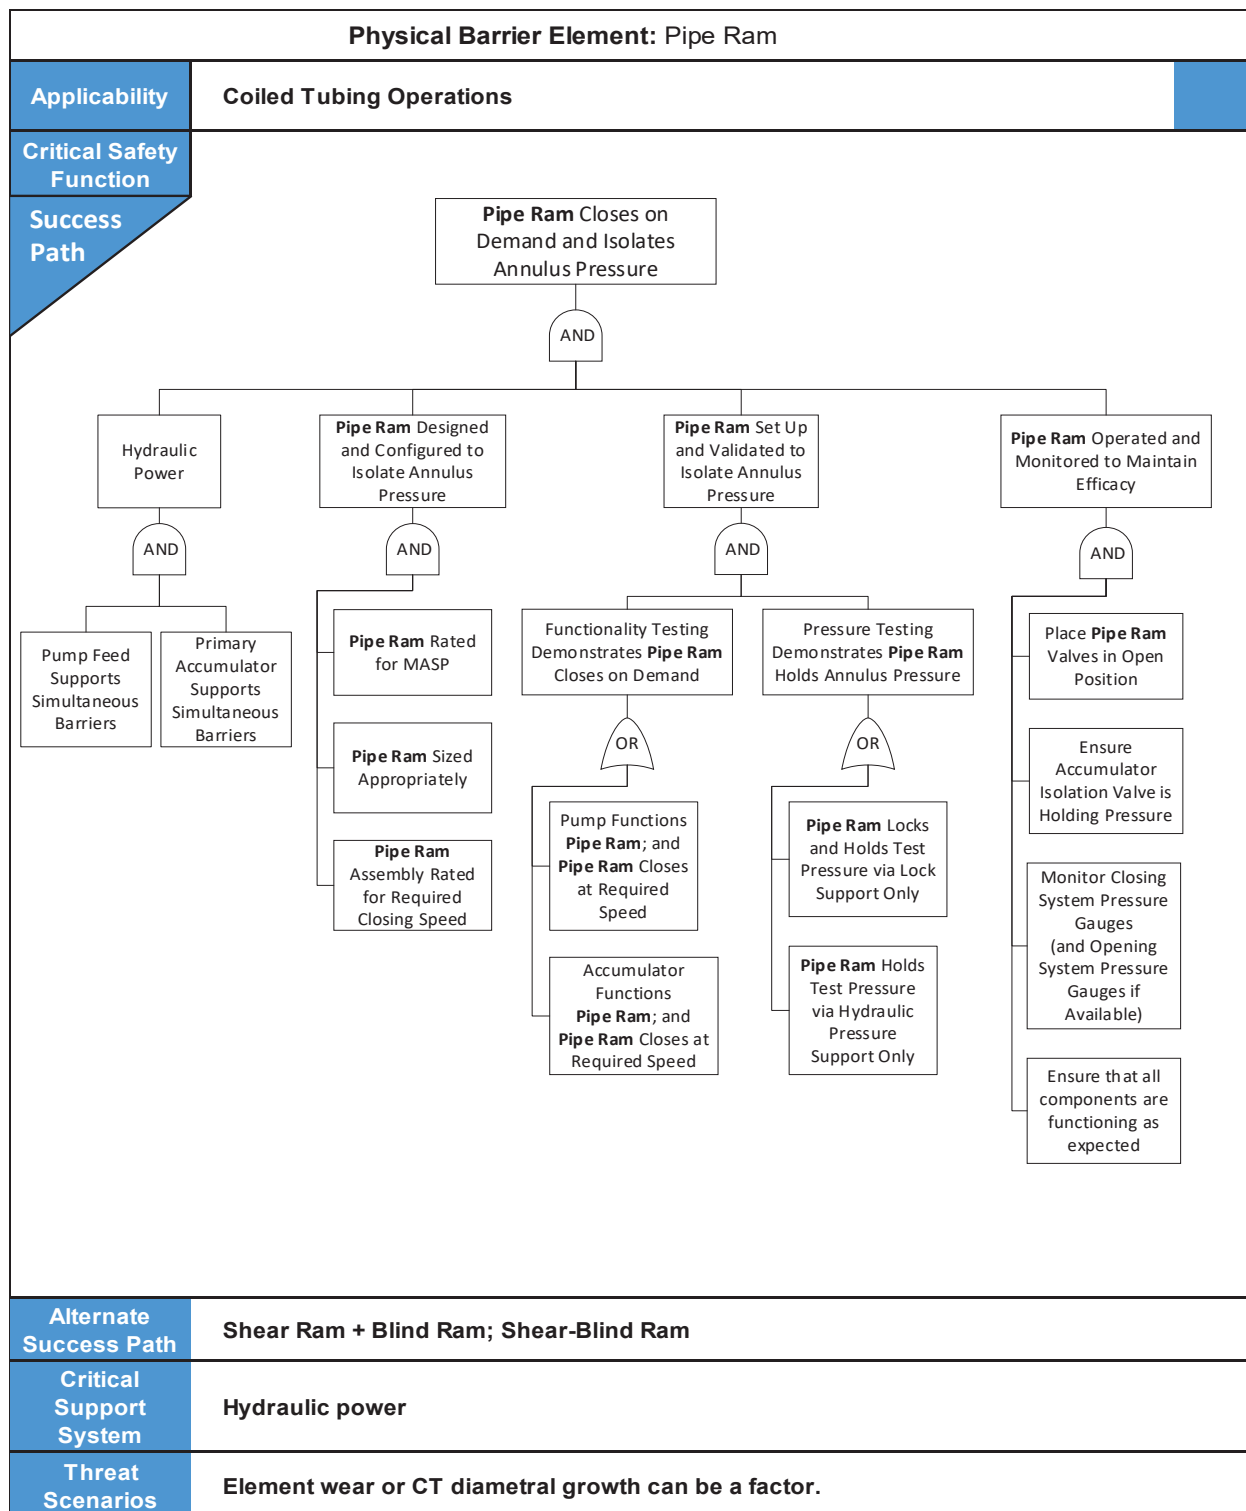 Physical Barrier Element: Pipe Ram
Applicability
Coiled Tubing Operations
Critical Safety
Function
Success
Path
Pipe Ram Closes on
Demand and Isolates
Annulus Pressure
AND
Hydraulic
Power
AND
Pump Feed
Supports
Simultaneous
Barriers
Primary
Accumulator
Supports
Simultaneous
Barriers
Pipe Ram Designed
and Configured to
Isolate Annulus
Pressure
AND
Pipe Ram Rated
for MASP
Pipe Ram Sized
Appropriately
Pipe Ram
Assembly Rated
for Required
Closing Speed
Pipe Ram Set Up
and Validated to
Isolate Annulus
Pressure
AND
Functionality Testing
Demonstrates Pipe Ram
Closes on Demand
OR
Pump Functions
Pipe Ram; and
Pipe Ram Closes
at Required
Speed
Accumulator
Functions
Pipe Ram; and
Pipe Ram Closes at
Required Speed
Pressure Testing
Demonstrates Pipe Ram
Holds Annulus Pressure
OR
Pipe Ram Locks
and Holds Test
Pressure via Lock
Support Only
Pipe Ram Holds
Test Pressure
via Hydraulic
Pressure
Support Only
Pipe Ram Operated and
Monitored to Maintain
Efficacy
AND
Place Pipe Ram
Valves in Open
Position
Ensure
Accumulator
Isolation Valve is
Holding Pressure
Monitor Closing
System Pressure
Gauges
(and Opening
System Pressure
Gauges if
Available)
Ensure that all
components are
functioning as
expected
Alternate
Success Path
Shear Ram + Blind Ram; Shear-Blind Ram
Critical
Support
System
Hydraulic power
Threat
Scenarios
Element wear or CT diametral growth can be a factor.